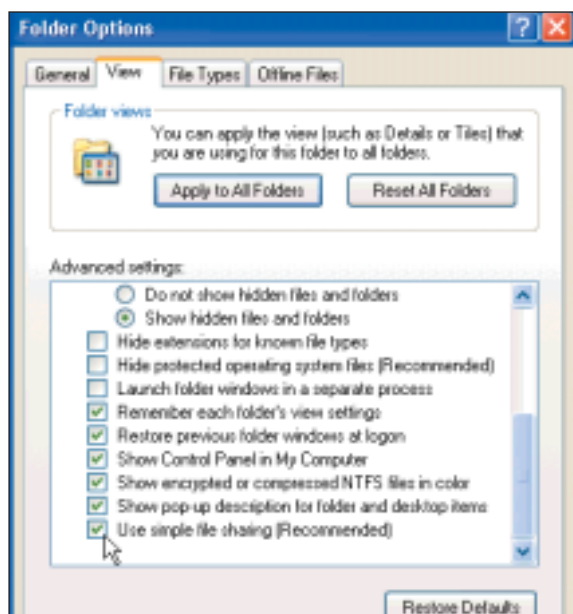 Folder Options
General
View
File Types
Offline Files
Folder views
You can apply the view (such as Details or Tiles) that
you are using for this folder to all folders.
Apply to All Folders
Reset All Folders
Advanced settings:
Do not show hidden files and folders
Show hidden files and folders
Hide extensions for known file types
Hide protected operating system files (Recommended)
Launch folder windows in a separate process
Remember each folder's view settings
Restore previous folder windows at logon
Show Control Panel in My Computer
Show encrypted or compressed NTFS files in color
Show pop-up description for folder and desktop items
Use simple file sharing (Recommended)
Restore Defaults